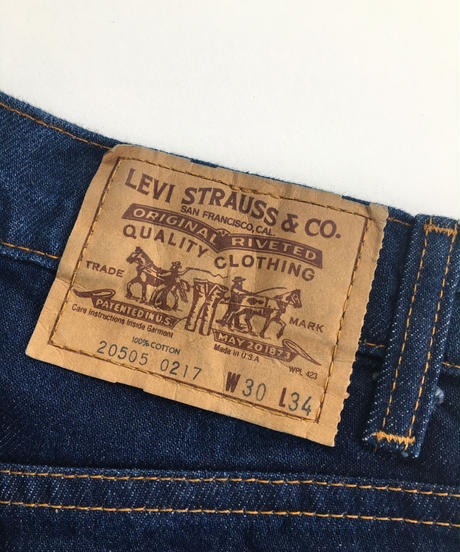 LEVI STRAUSS & CO.
SAN FRANCISCO, CAL.
ORIGINAL RIVETED
QUALITY CLOTHING
TRADE MARK
PATENTED IN U.S. MAY 20 1873
Care Instructions Inside Garment Made in U.S.A. WPL 423
100% COTTON
20505 0217 W30 L34